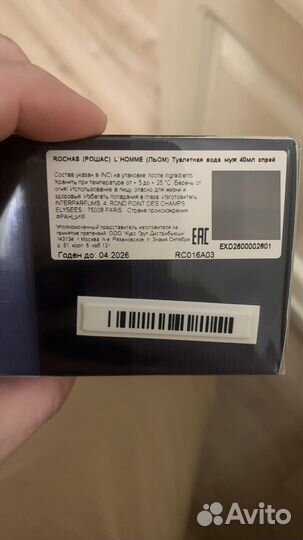 ROCHAS (РОШАС) L`HOMME (ЛЬОМ) Туалетная вода муж 40мл спрей
Состав указан в INCI на упаковке после ingredients.
Хранить при температуре от + 5 до + 25 °C. Беречь от
огня! Использование в пищу опасно для жизни и
здоровья! Избегать попадания в глаза. Изготовитель:
INTERPARFUMS, 4, ROND POINT DES CHAMPS
ELYSEES - 75008 PARIS Страна происхождения
ФРАНЦИЯ
Уполномоченный представитель изготовителя на
принятие претензий ООО "Курс Груп Дистрибьюшн"
143134, г. Москва, п-е Рязановское, п. Знамя Октября,
д. 31, корп. 5, каб. 121
EAC
EXD2800002801
Годен до: 04.2026
RC016A03
Avito